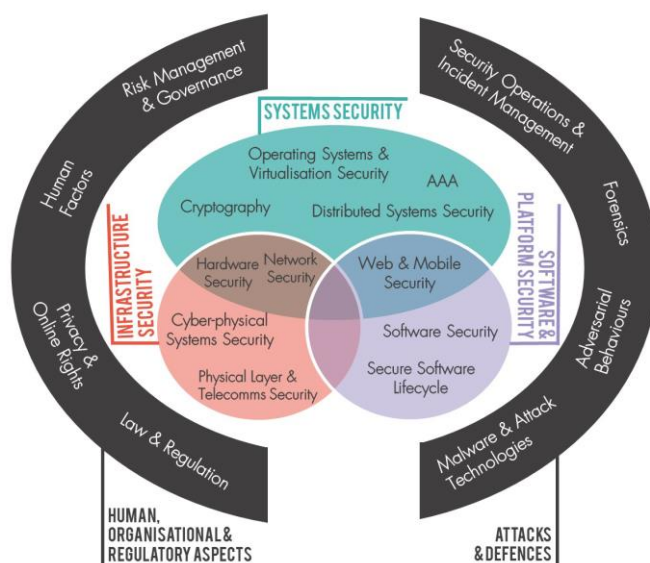 Risk Management
& Governance
Human
Factors
Privacy &
Online Rights
Law & Regulation
HUMAN,
ORGANISATIONAL &
REGULATORY ASPECTS
INFRASTRUCTURE
SECURITY
SYSTEMS SECURITY
Operating Systems &
Virtualisation Security
AAA
Cryptography
Distributed Systems Security
Hardware
Security
Network
Security
Web & Mobile
Security
Cyber-physical
Systems Security
Software Security
Physical Layer &
Telecomms Security
Secure Software
Lifecycle
SOFTWARE &
PLATFORM SECURITY
Security Operations &
Incident Management
Forensics
Adversarial
Behaviours
Malware & Attack
Technologies
ATTACKS
& DEFENCES